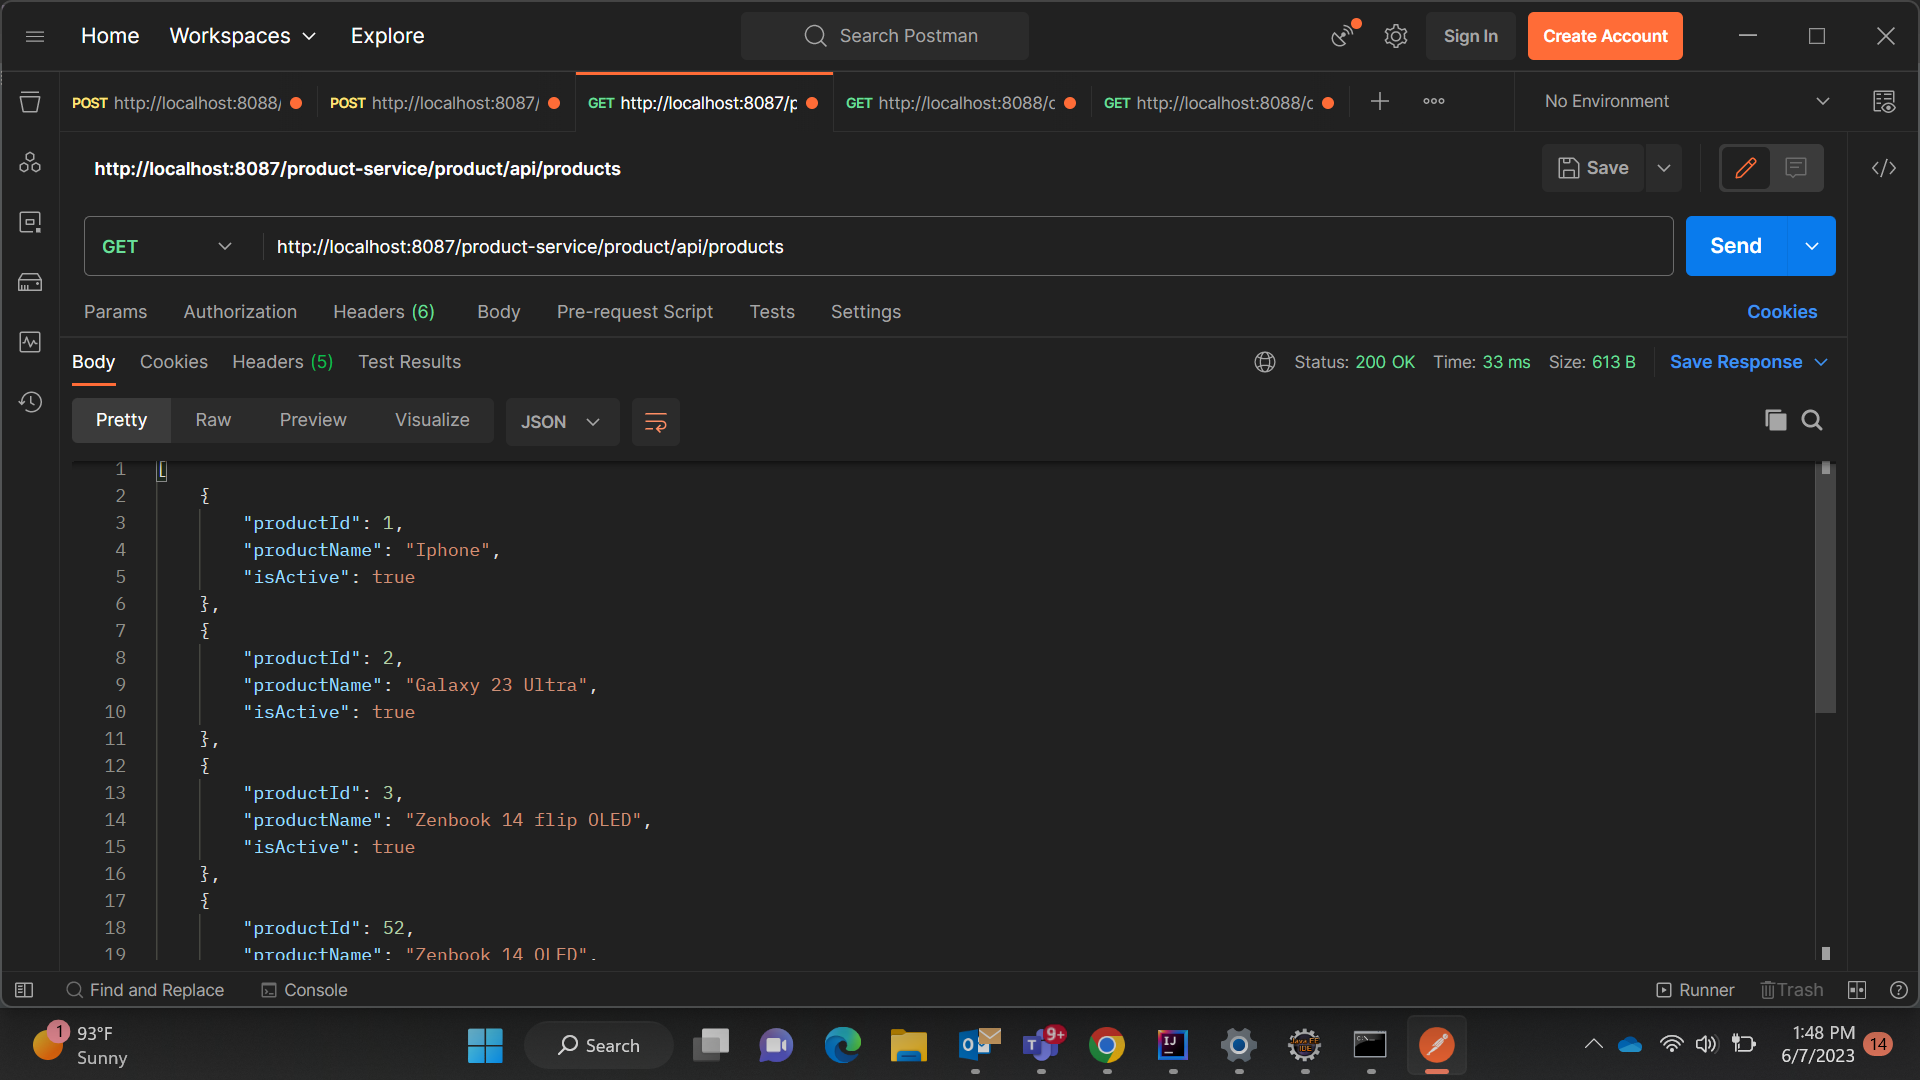 Home Workspaces Explore Search Postman Sign In Create Account
POST http://localhost:8088/ POST http://localhost:8087/ GET http://localhost:8087/p GET http://localhost:8088/c GET http://localhost:8088/c No Environment
http://localhost:8087/product-service/product/api/products Save
GET http://localhost:8087/product-service/product/api/products Send
Params Authorization Headers (6) Body Pre-request Script Tests Settings Cookies
Body Cookies Headers (5) Test Results Status: 200 OK Time: 33 ms Size: 613 B Save Response
Pretty Raw Preview Visualize JSON
1 [
2 {
3 "productId": 1,
4 "productName": "Iphone",
5 "isActive": true
6 },
7 {
8 "productId": 2,
9 "productName": "Galaxy 23 Ultra",
10 "isActive": true
11 },
12 {
13 "productId": 3,
14 "productName": "Zenbook 14 flip OLED",
15 "isActive": true
16 },
17 {
18 "productId": 52,
19 "productName": "Zenbook 14 OLED",
Find and Replace Console Runner Trash
1 93°F
Sunny
Search
9+
IJ
Java EE
IDE
1:48 PM
6/7/2023
14